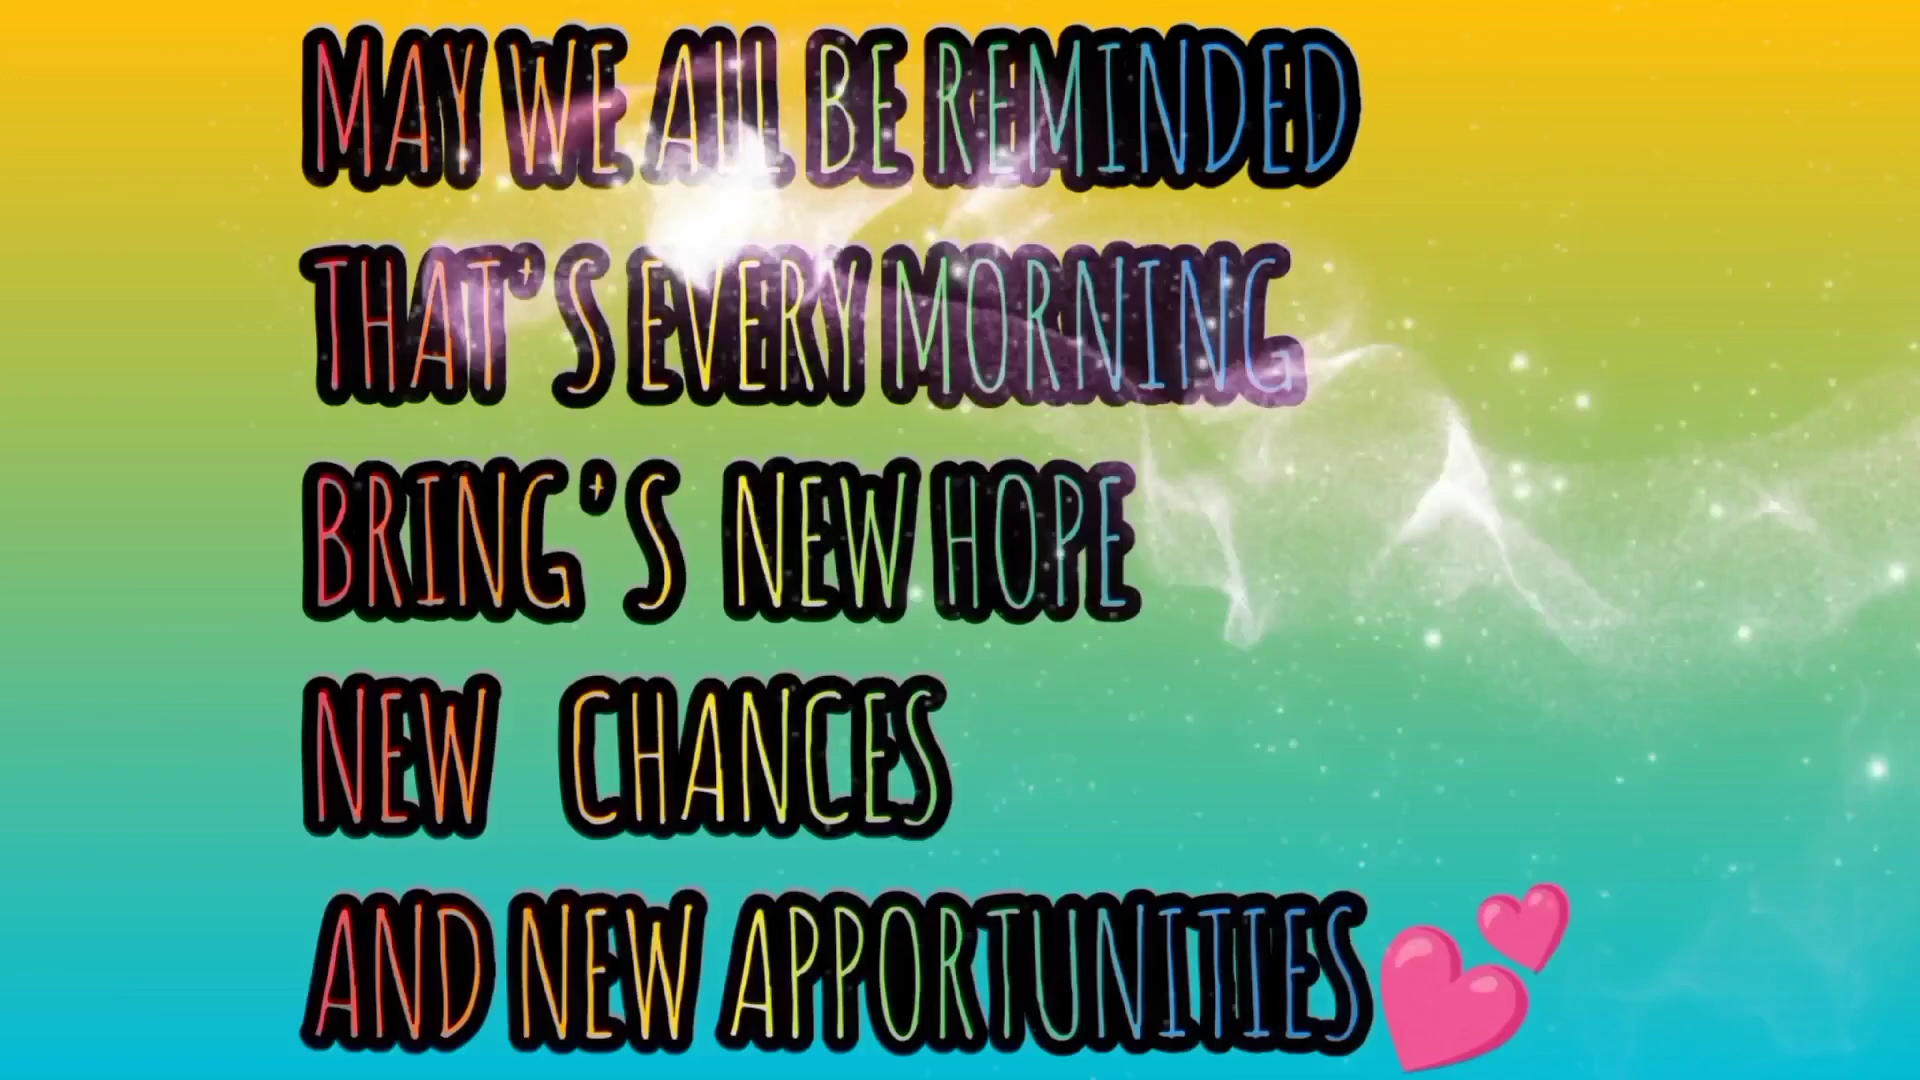 MAY WE All BE REMINDED
THAT'S EVERY MORNING
BRING'S NEW HOPE
NEW CHANCES
AND NEW APPORTUNITIES💕